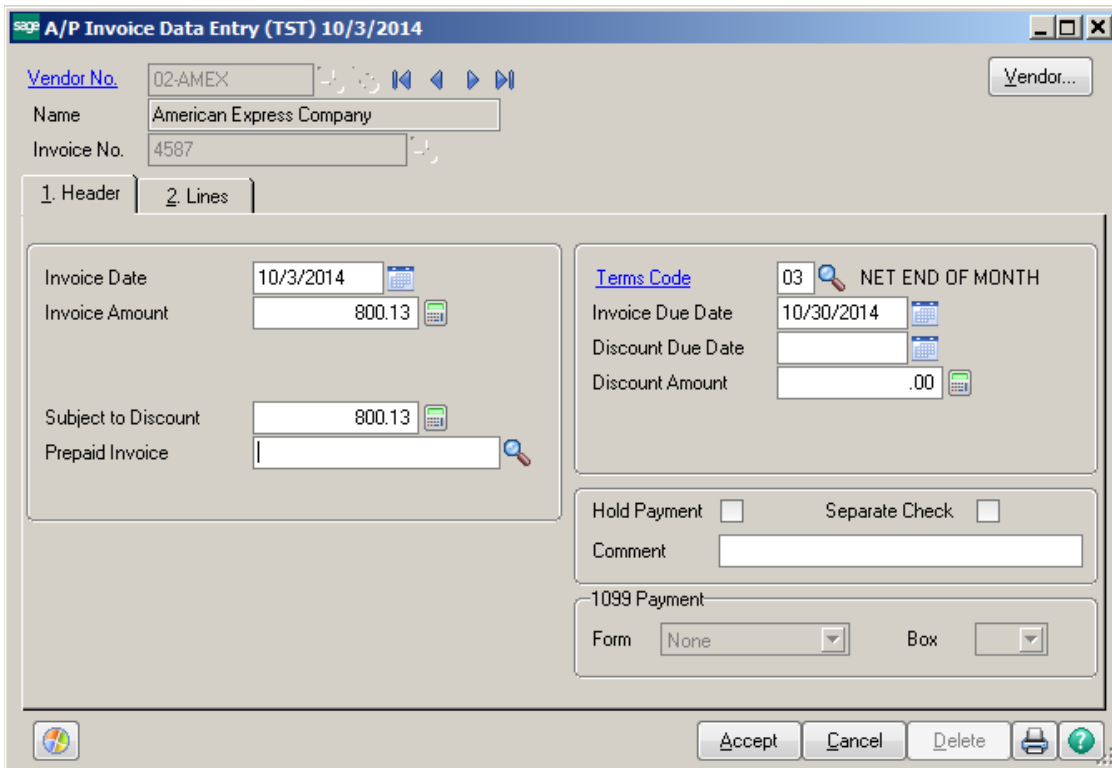 sage A/P Invoice Data Entry (TST) 10/3/2014
Vendor No. 02-AMEX Vendor...
Name American Express Company
Invoice No. 4587
1. Header 2. Lines
Invoice Date 10/3/2014
Invoice Amount 800.13
Subject to Discount 800.13
Prepaid Invoice
Terms Code 03 NET END OF MONTH
Invoice Due Date 10/30/2014
Discount Due Date
Discount Amount .00
Hold Payment Separate Check
Comment
1099 Payment
Form None Box
Accept Cancel Delete ?